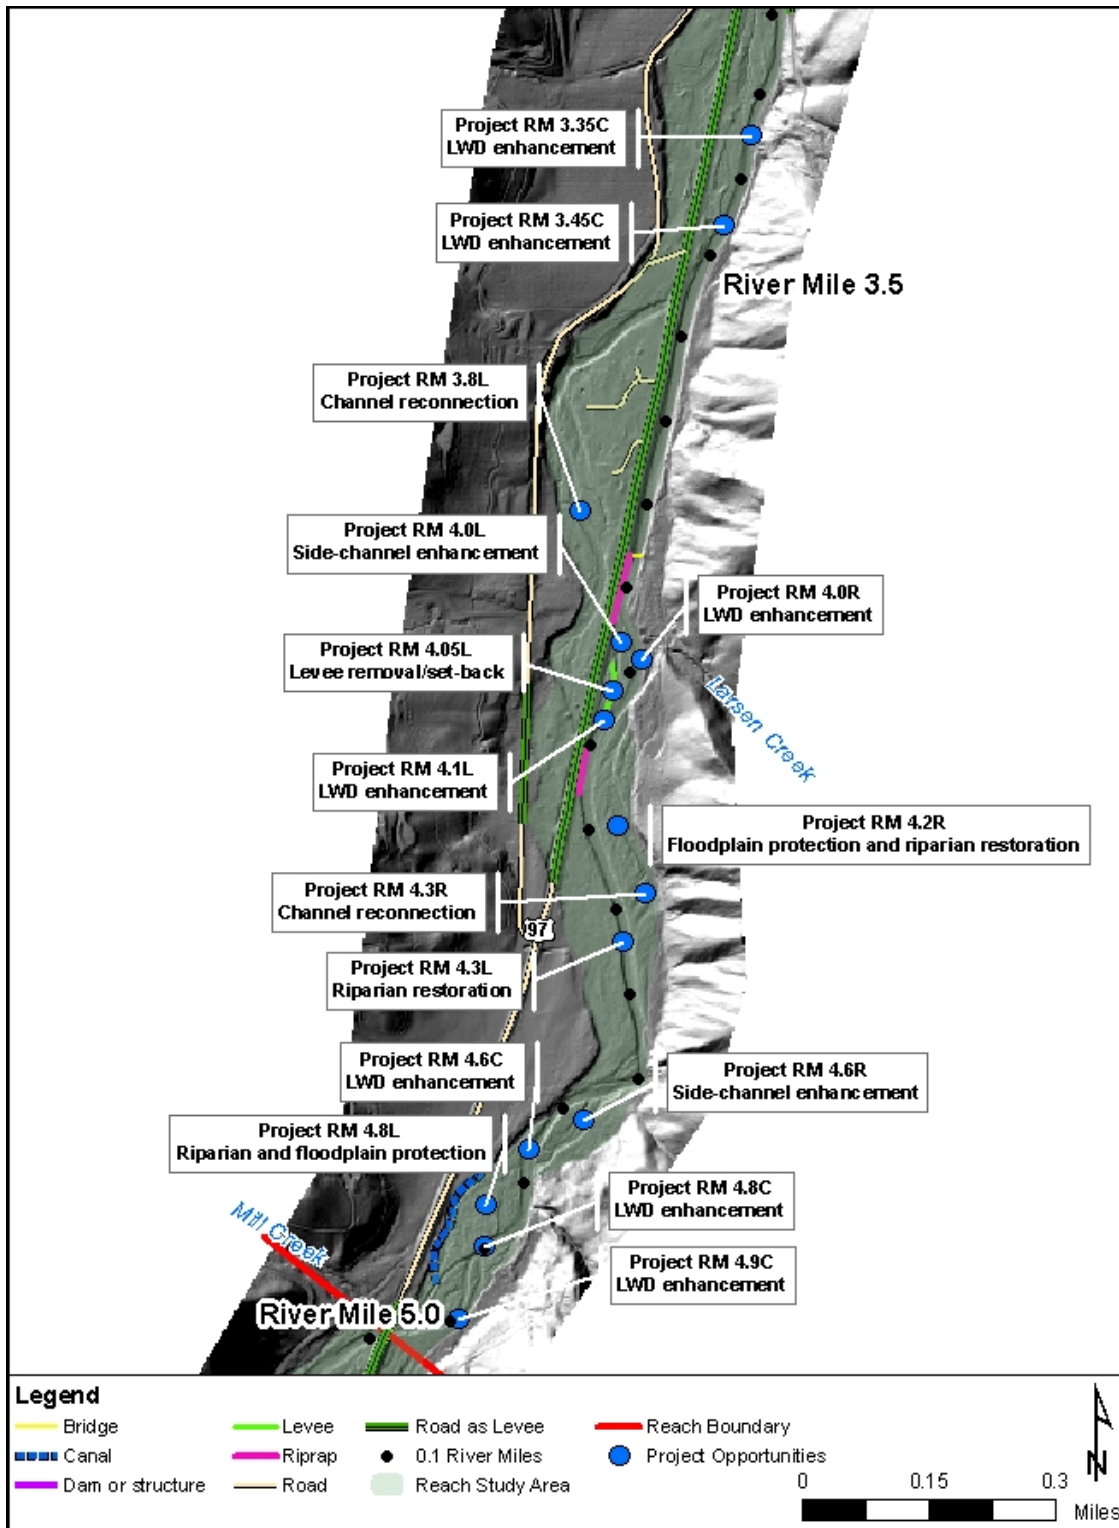 Project RM 3.35C
LWD enhancement
Project RM 3.45C
LWD enhancement
River Mile 3.5
Project RM 3.8L
Channel reconnection
Project RM 4.0L
Side-channel enhancement
Project RM 4.0R
LWD enhancement
Project RM 4.05L
Levee removal/set-back
Larsen Creek
Project RM 4.1L
LWD enhancement
Project RM 4.2R
Floodplain protection and riparian restoration
Project RM 4.3R
Channel reconnection
97
Project RM 4.3L
Riparian restoration
Project RM 4.6C
LWD enhancement
Project RM 4.6R
Side-channel enhancement
Project RM 4.8L
Riparian and floodplain protection
Project RM 4.8C
LWD enhancement
Mill Creek
Project RM 4.9C
LWD enhancement
River Mile 5.0
Legend
Bridge
Canal
Dam or structure
Levee
Riprap
Road
Road as Levee
0.1 River Miles
Reach Study Area
Reach Boundary
Project Opportunities
N
0 0.15 0.3
Miles